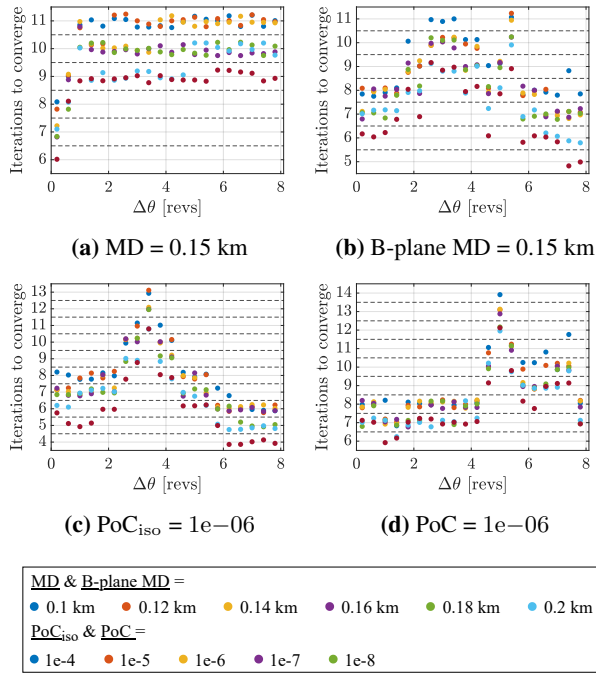 Iterations to converge
11
10
9
8
7
6
0 2 4 6 8
Δθ [revs]
(a) MD = 0.15 km
Iterations to converge
11
10
9
8
7
6
5
0 2 4 6 8
Δθ [revs]
(b) B-plane MD = 0.15 km
Iterations to converge
13
12
11
10
9
8
7
6
5
4
0 2 4 6 8
Δθ [revs]
(c) PoC_iso = 1e−06
Iterations to converge
14
13
12
11
10
9
8
7
6
0 2 4 6 8
Δθ [revs]
(d) PoC = 1e−06
MD & B-plane MD =
0.1 km 0.12 km 0.14 km 0.16 km 0.18 km 0.2 km
PoC_iso & PoC =
1e-4 1e-5 1e-6 1e-7 1e-8